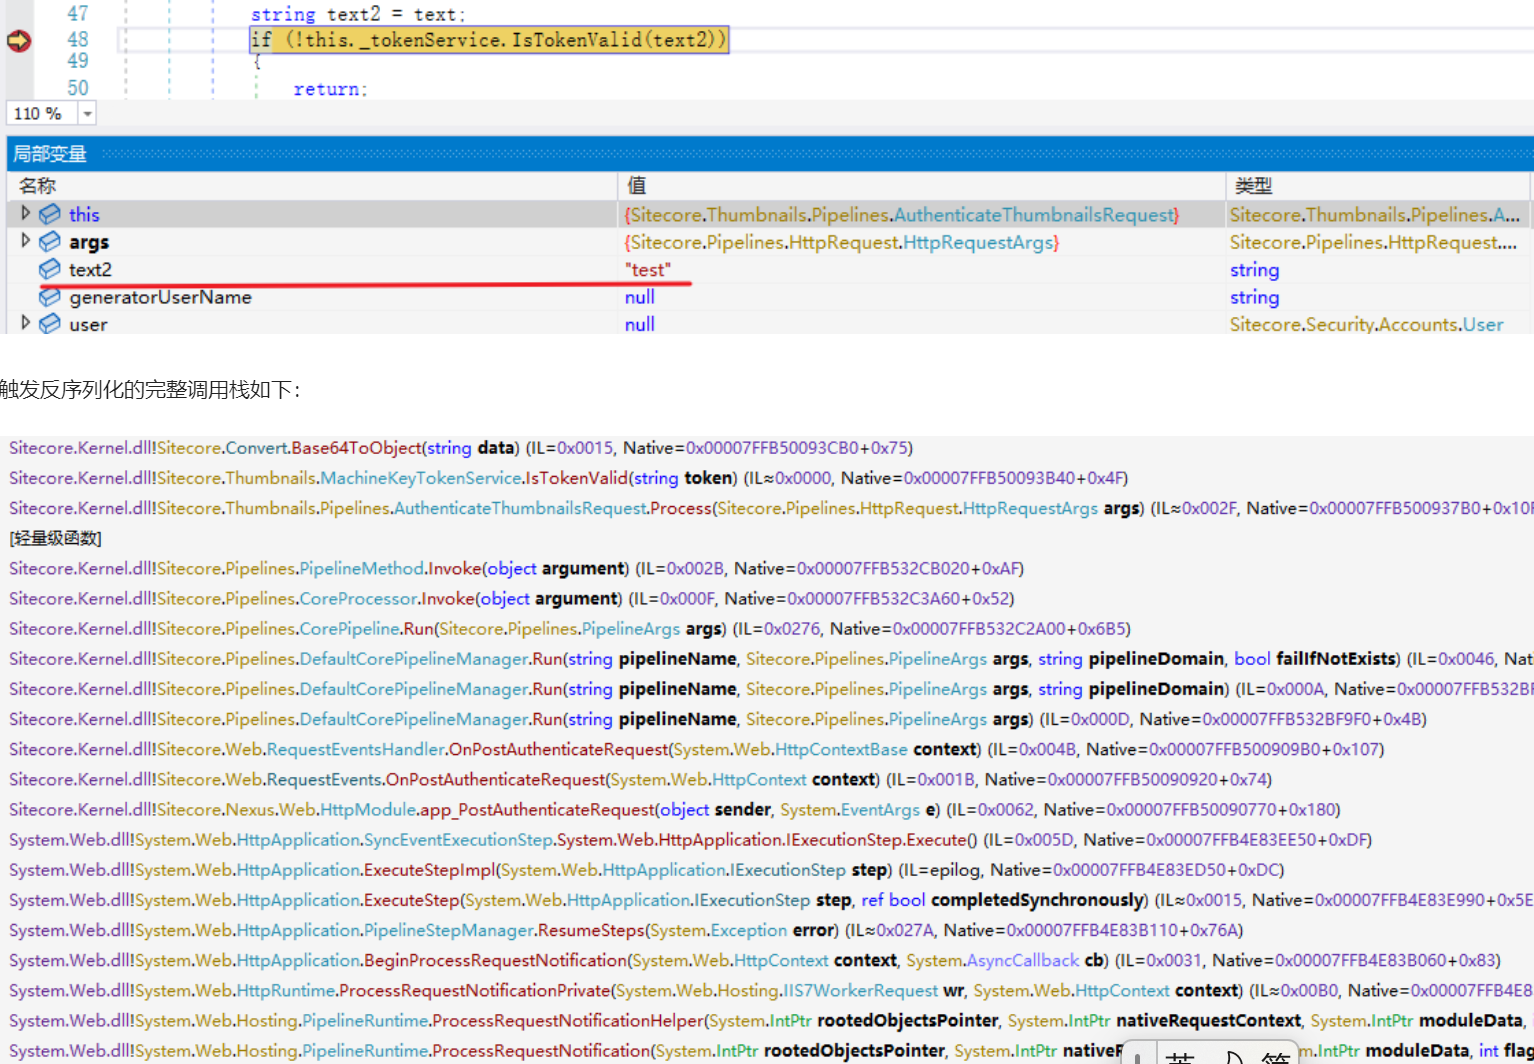 47 string text2 = text;
48 if (!this._tokenService.IsTokenValid(text2))
49 {
50 return;
110 %
局部变量
名称 值 类型
this {Sitecore.Thumbnails.Pipelines.AuthenticateThumbnailsRequest} Sitecore.Thumbnails.Pipelines.A...
args {Sitecore.Pipelines.HttpRequest.HttpRequestArgs} Sitecore.Pipelines.HttpRequest....
text2 "test" string
generatorUserName null string
user null Sitecore.Security.Accounts.User
触发反序列化的完整调用栈如下：
Sitecore.Kernel.dll!Sitecore.Convert.Base64ToObject(string data) (IL=0x0015, Native=0x00007FFB50093CB0+0x75)
Sitecore.Kernel.dll!Sitecore.Thumbnails.MachineKeyTokenService.IsTokenValid(string token) (IL≈0x0000, Native=0x00007FFB50093B40+0x4F)
Sitecore.Kernel.dll!Sitecore.Thumbnails.Pipelines.AuthenticateThumbnailsRequest.Process(Sitecore.Pipelines.HttpRequest.HttpRequestArgs args) (IL≈0x002F, Native=0x00007FFB500937B0+0x10F
[轻量级函数]
Sitecore.Kernel.dll!Sitecore.Pipelines.PipelineMethod.Invoke(object argument) (IL=0x002B, Native=0x00007FFB532CB020+0xAF)
Sitecore.Kernel.dll!Sitecore.Pipelines.CoreProcessor.Invoke(object argument) (IL=0x000F, Native=0x00007FFB532C3A60+0x52)
Sitecore.Kernel.dll!Sitecore.Pipelines.CorePipeline.Run(Sitecore.Pipelines.PipelineArgs args) (IL=0x0276, Native=0x00007FFB532C2A00+0x6B5)
Sitecore.Kernel.dll!Sitecore.Pipelines.DefaultCorePipelineManager.Run(string pipelineName, Sitecore.Pipelines.PipelineArgs args, string pipelineDomain, bool failIfNotExists) (IL=0x0046, Nat
Sitecore.Kernel.dll!Sitecore.Pipelines.DefaultCorePipelineManager.Run(string pipelineName, Sitecore.Pipelines.PipelineArgs args, string pipelineDomain) (IL=0x000A, Native=0x00007FFB532BF
Sitecore.Kernel.dll!Sitecore.Pipelines.DefaultCorePipelineManager.Run(string pipelineName, Sitecore.Pipelines.PipelineArgs args) (IL=0x000D, Native=0x00007FFB532BF9F0+0x4B)
Sitecore.Kernel.dll!Sitecore.Web.RequestEventsHandler.OnPostAuthenticateRequest(System.Web.HttpContextBase context) (IL=0x004B, Native=0x00007FFB500909B0+0x107)
Sitecore.Kernel.dll!Sitecore.Web.RequestEvents.OnPostAuthenticateRequest(System.Web.HttpContext context) (IL=0x001B, Native=0x00007FFB50090920+0x74)
Sitecore.Kernel.dll!Sitecore.Nexus.Web.HttpModule.app_PostAuthenticateRequest(object sender, System.EventArgs e) (IL=0x0062, Native=0x00007FFB50090770+0x180)
System.Web.dll!System.Web.HttpApplication.SyncEventExecutionStep.System.Web.HttpApplication.IExecutionStep.Execute() (IL=0x005D, Native=0x00007FFB4E83EE50+0xDF)
System.Web.dll!System.Web.HttpApplication.ExecuteStepImpl(System.Web.HttpApplication.IExecutionStep step) (IL=epilog, Native=0x00007FFB4E83ED50+0xDC)
System.Web.dll!System.Web.HttpApplication.ExecuteStep(System.Web.HttpApplication.IExecutionStep step, ref bool completedSynchronously) (IL≈0x0015, Native=0x00007FFB4E83E990+0x5E
System.Web.dll!System.Web.HttpApplication.PipelineStepManager.ResumeSteps(System.Exception error) (IL≈0x027A, Native=0x00007FFB4E83B110+0x76A)
System.Web.dll!System.Web.HttpApplication.BeginProcessRequestNotification(System.Web.HttpContext context, System.AsyncCallback cb) (IL=0x0031, Native=0x00007FFB4E83B060+0x83)
System.Web.dll!System.Web.HttpRuntime.ProcessRequestNotificationPrivate(System.Web.Hosting.IIS7WorkerRequest wr, System.Web.HttpContext context) (IL≈0x00B0, Native=0x00007FFB4E8
System.Web.dll!System.Web.Hosting.PipelineRuntime.ProcessRequestNotificationHelper(System.IntPtr rootedObjectsPointer, System.IntPtr nativeRequestContext, System.IntPtr moduleData,
System.Web.dll!System.Web.Hosting.PipelineRuntime.ProcessRequestNotification(System.IntPtr rootedObjectsPointer, System.IntPtr nativeR m.IntPtr moduleData, int flag